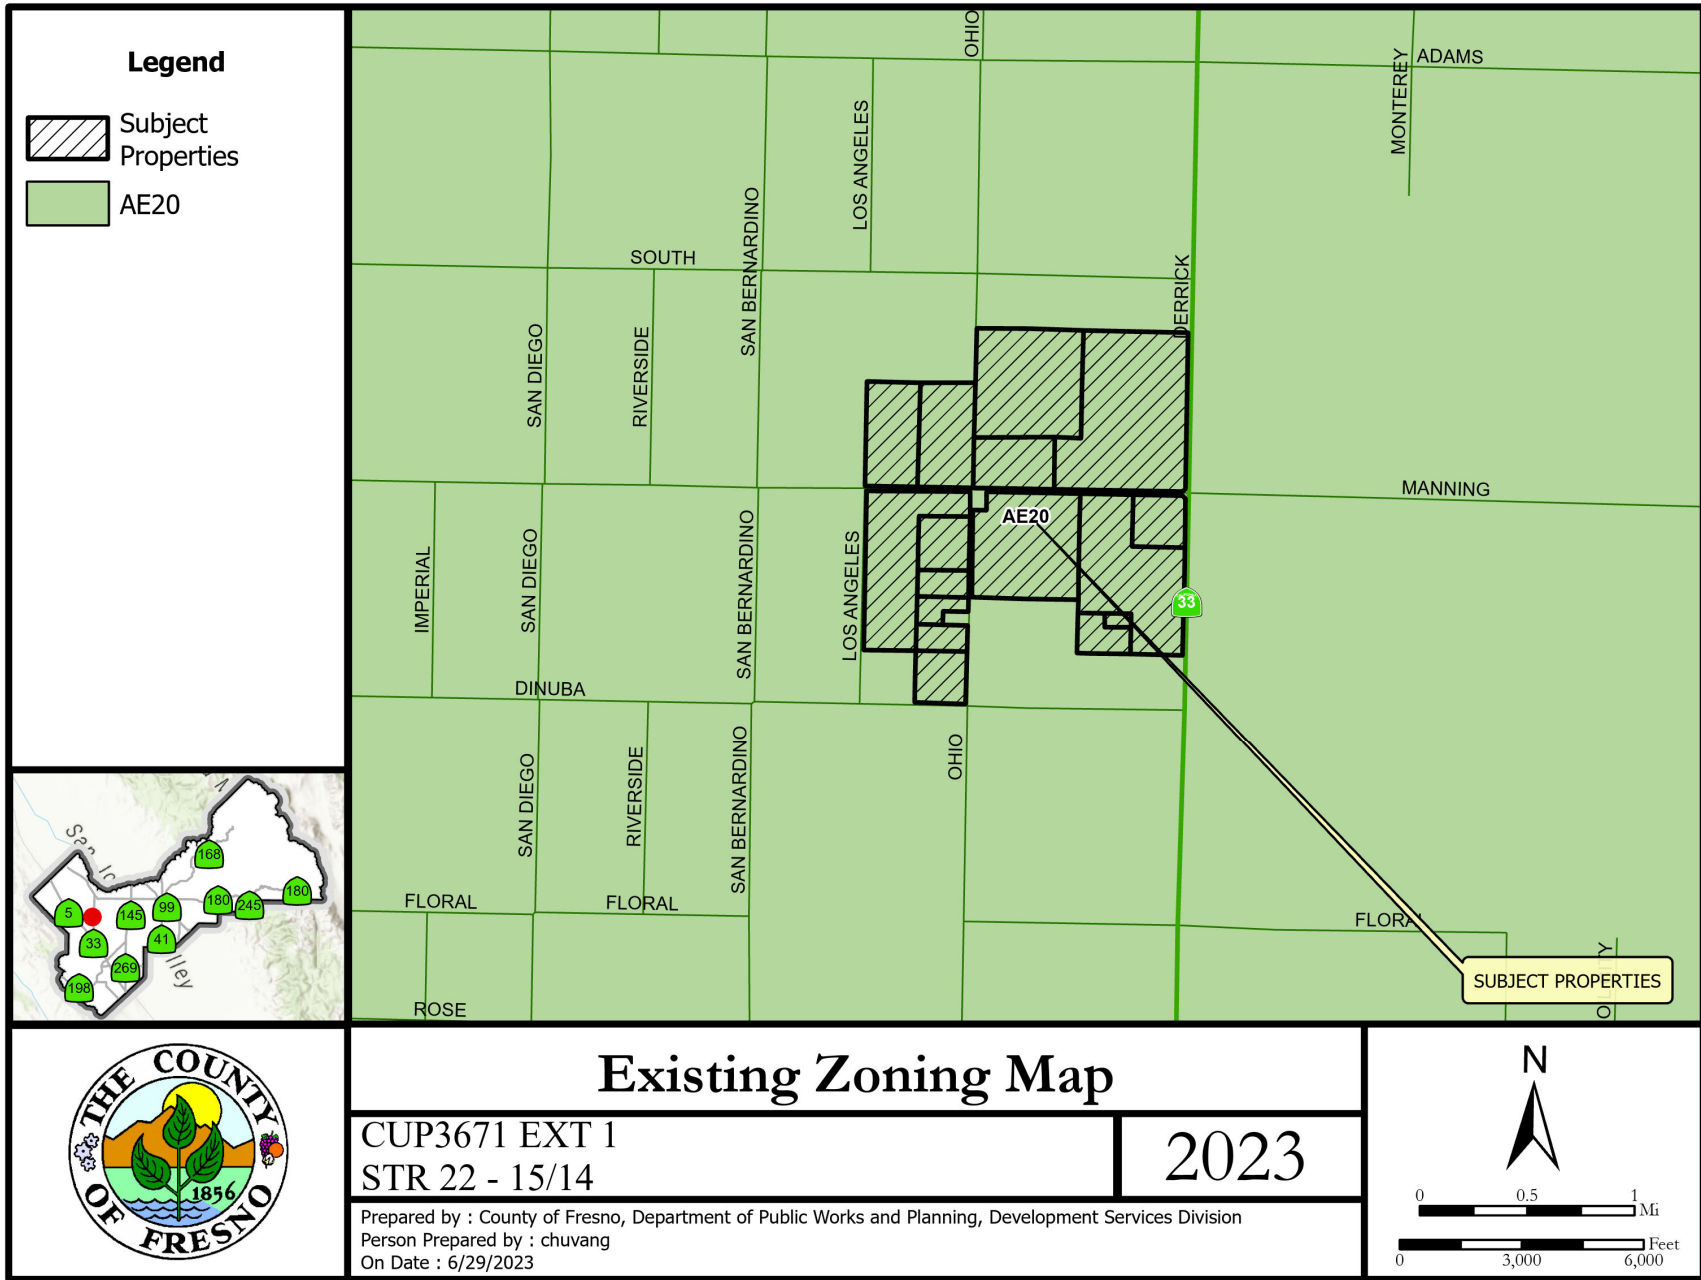 Legend
Subject
Properties
AE20
OHIO
MONTEREY
ADAMS
LOS ANGELES
SAN BERNARDINO
SOUTH
DERRICK
SAN DIEGO
RIVERSIDE
MANNING
AE20
IMPERIAL
SAN DIEGO
SAN BERNARDINO
LOS ANGELES
33
DINUBA
SAN DIEGO
RIVERSIDE
SAN BERNARDINO
OHIO
FLORAL
FLORAL
FLORAL
SUBJECT PROPERTIES
ROSE
168
180
180
245
5
145
99
33
41
269
198
lley
THE COUNTY
OF FRESNO
1856
Existing Zoning Map
CUP3671 EXT 1
STR 22 - 15/14
2023
Prepared by : County of Fresno, Department of Public Works and Planning, Development Services Division
Person Prepared by : chuvang
On Date : 6/29/2023
N
0 0.5 1
Mi
Feet
0 3,000 6,000